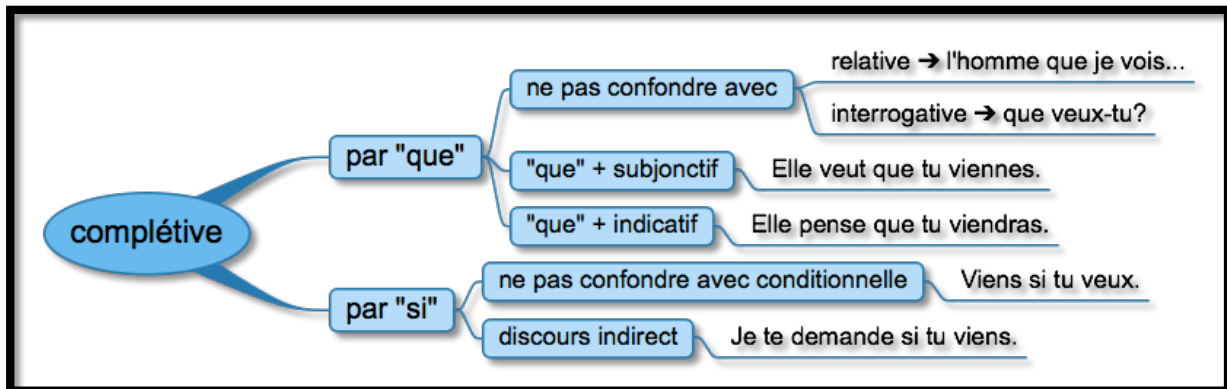 complétive
par "que"
ne pas confondre avec
relative ➔ l'homme que je vois...
interrogative ➔ que veux-tu?
"que" + subjonctif
Elle veut que tu viennes.
"que" + indicatif
Elle pense que tu viendras.
par "si"
ne pas confondre avec conditionnelle
Viens si tu veux.
discours indirect
Je te demande si tu viens.